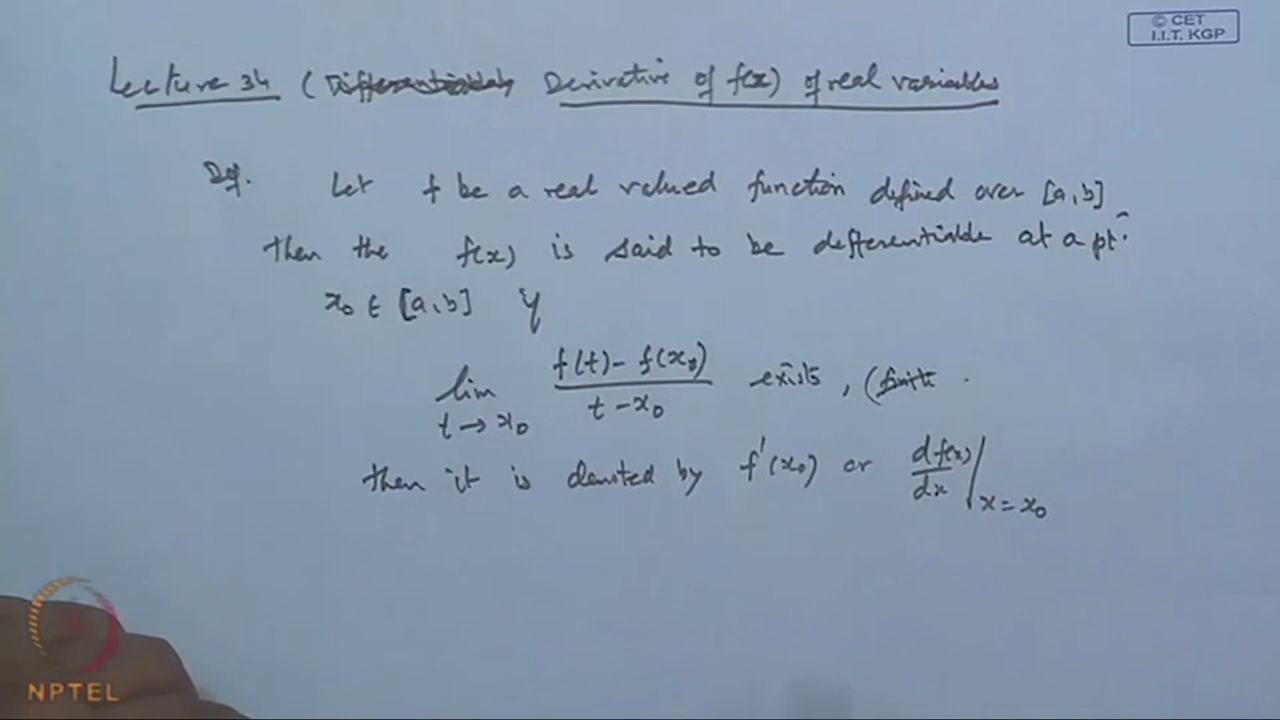 © CET
I.I.T. KGP
Lecture 34 ( Derivative of f(x) ) of real variables
Def. Let f be a real valued function defined over [a,b]
then the f(x) is said to be defferentiable at a pt.
x₀ ∈ [a,b] if
lim t→x₀ (f(t) - f(x₀))/(t - x₀) exists, (finite .
then it is denoted by f'(x₀) or df(x)/dx |x=x₀
NPTEL